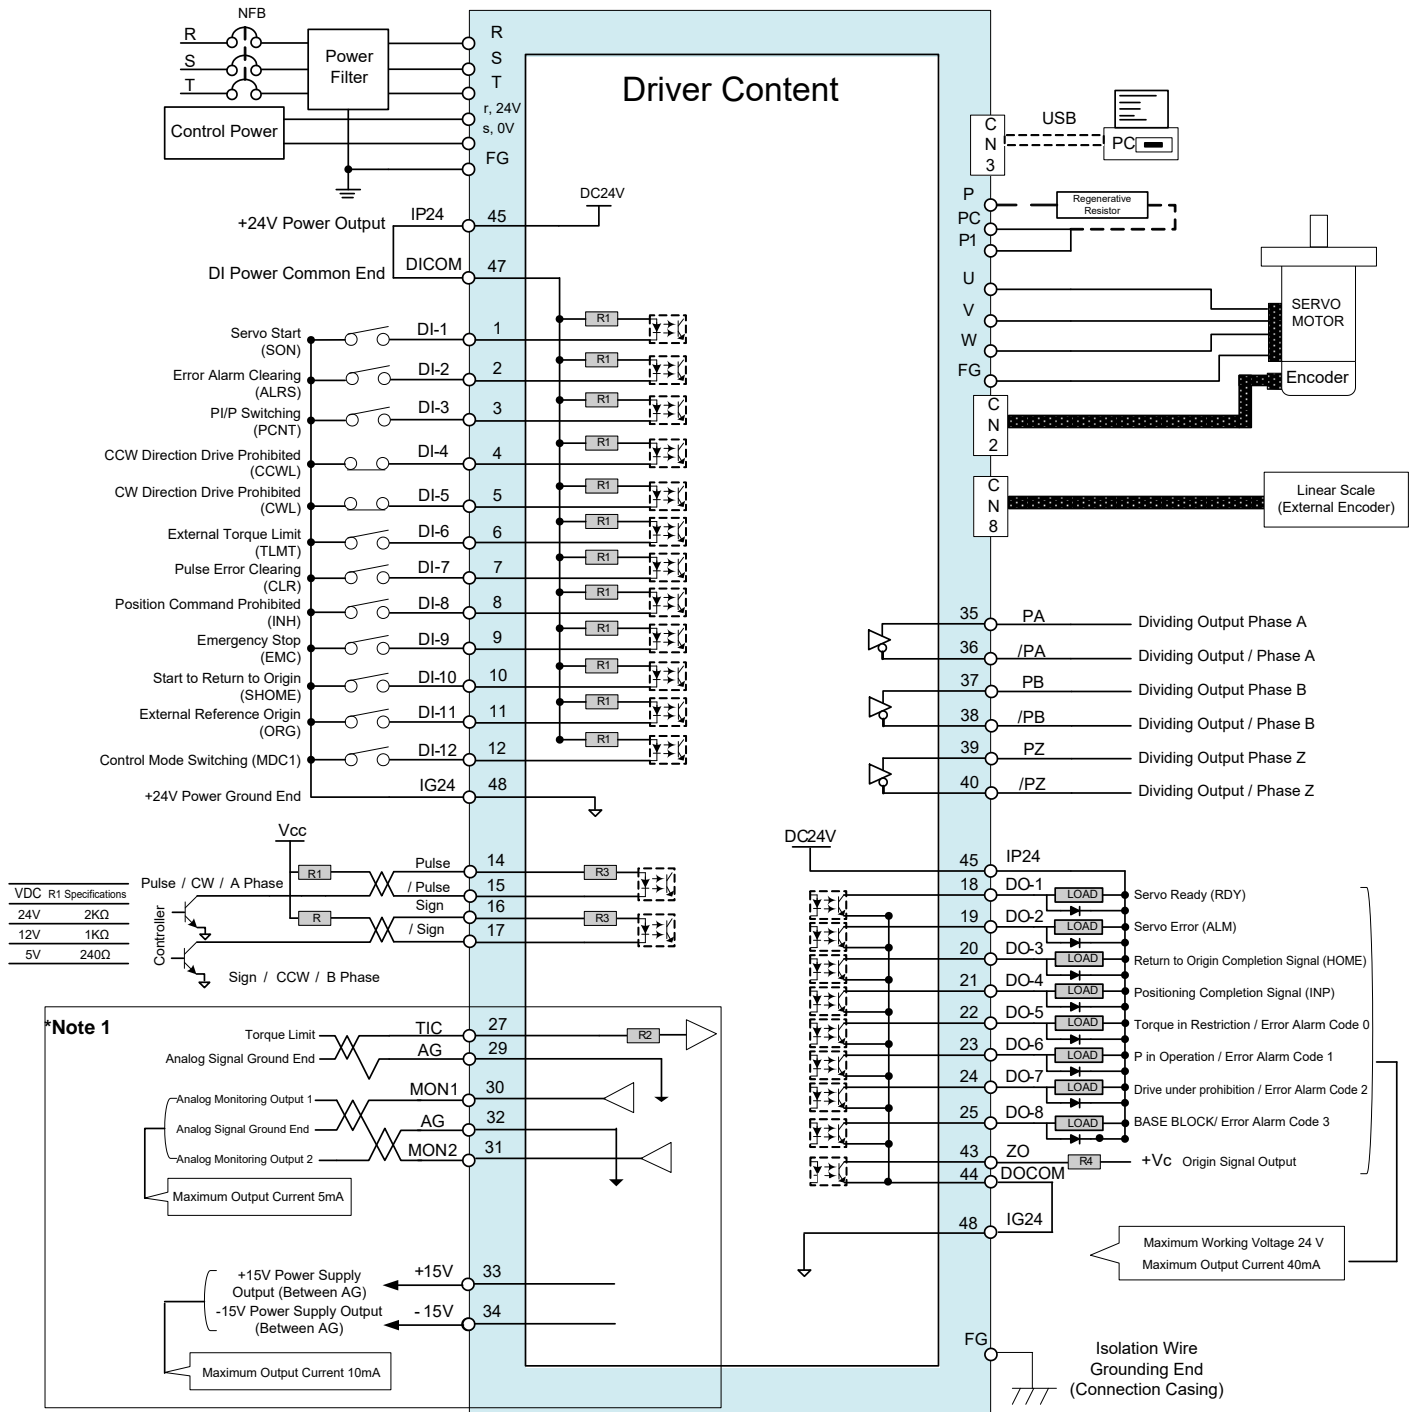 NFB
R
S
T
Power
Filter
Control Power
R
S
T
r, 24V
s, 0V
FG
Driver Content
C
N
3
USB
PC
P
PC
P1
Regenerative
Resistor
U
V
W
FG
SERVO
MOTOR
Encoder
C
N
2
C
N
8
Linear Scale
(External Encoder)
DC24V
+24V Power Output
IP24
45
DI Power Common End
DICOM
47
Servo Start
(SON)
DI-1
1
R1
Error Alarm Clearing
(ALRS)
DI-2
2
R1
PI/P Switching
(PCNT)
DI-3
3
R1
CCW Direction Drive Prohibited
(CCWL)
DI-4
4
R1
CW Direction Drive Prohibited
(CWL)
DI-5
5
R1
External Torque Limit
(TLMT)
DI-6
6
R1
Pulse Error Clearing
(CLR)
DI-7
7
R1
Position Command Prohibited
(INH)
DI-8
8
R1
Emergency Stop
(EMC)
DI-9
9
R1
Start to Return to Origin
(SHOME)
DI-10
10
R1
External Reference Origin
(ORG)
DI-11
11
R1
Control Mode Switching (MDC1)
DI-12
12
R1
+24V Power Ground End
IG24
48
35
PA
Dividing Output Phase A
36
/PA
Dividing Output / Phase A
37
PB
Dividing Output Phase B
38
/PB
Dividing Output / Phase B
39
PZ
Dividing Output Phase Z
40
/PZ
Dividing Output / Phase Z
Vcc
VDC R1 Specifications
24V 2KΩ
12V 1KΩ
5V 240Ω
Controller
Pulse / CW / A Phase
R1
R
Sign / CCW / B Phase
Pulse
14
R3
/ Pulse
15
Sign
16
R3
/ Sign
17
DC24V
45
IP24
18
DO-1
LOAD
Servo Ready (RDY)
19
DO-2
LOAD
Servo Error (ALM)
20
DO-3
LOAD
Return to Origin Completion Signal (HOME)
21
DO-4
LOAD
Positioning Completion Signal (INP)
22
DO-5
LOAD
Torque in Restriction / Error Alarm Code 0
23
DO-6
LOAD
P in Operation / Error Alarm Code 1
24
DO-7
LOAD
Drive under prohibition / Error Alarm Code 2
25
DO-8
LOAD
BASE BLOCK/ Error Alarm Code 3
43
ZO
R4
+Vc Origin Signal Output
44
DOCOM
48
IG24
Maximum Working Voltage 24 V
Maximum Output Current 40mA
*Note 1
Torque Limit
TIC
27
R2
Analog Signal Ground End
AG
29
Analog Monitoring Output 1
MON1
30
Analog Signal Ground End
AG
32
Analog Monitoring Output 2
MON2
31
Maximum Output Current 5mA
+15V Power Supply
Output (Between AG)
+15V
33
-15V Power Supply Output
(Between AG)
- 15V
34
Maximum Output Current 10mA
FG
Isolation Wire
Grounding End
(Connection Casing)